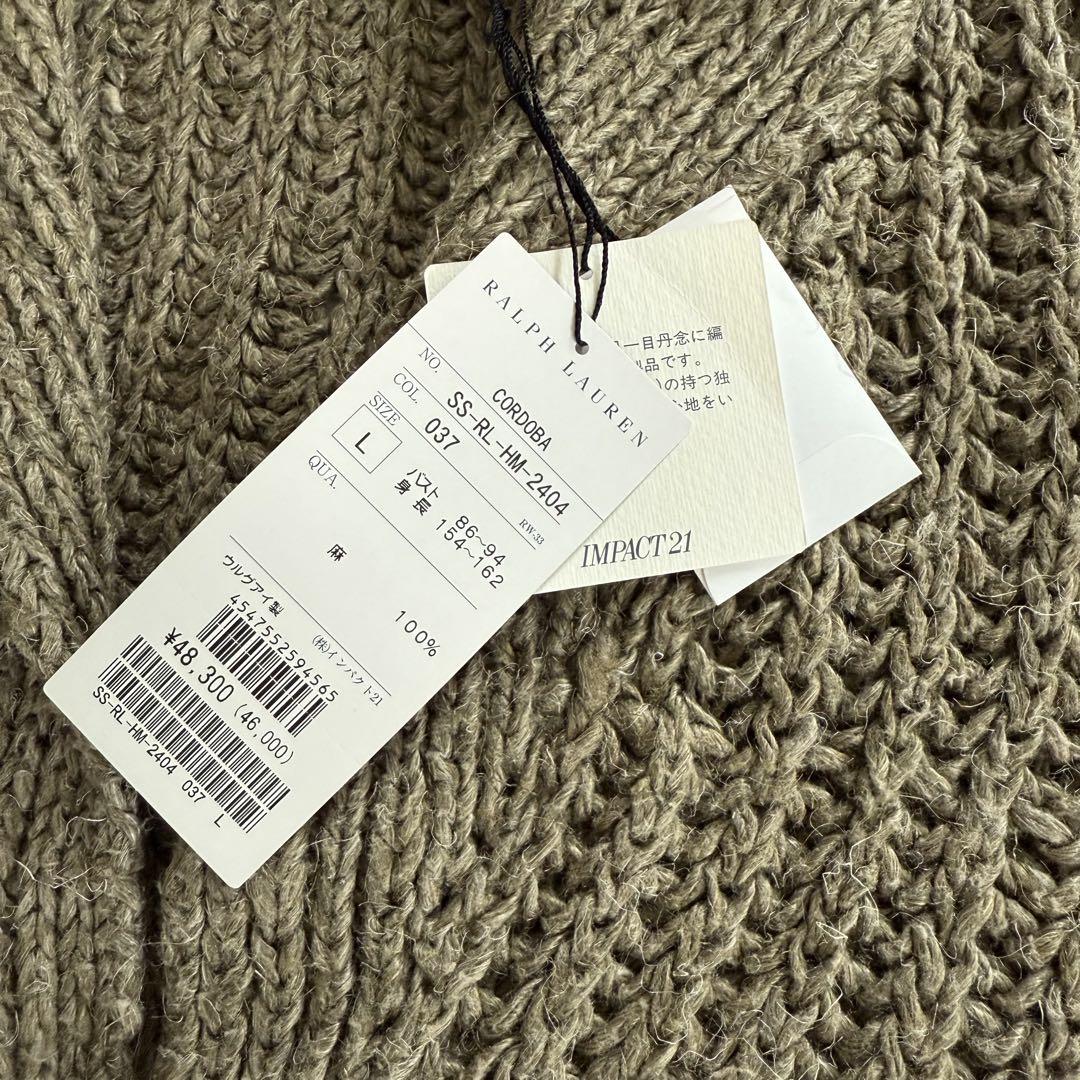 RALPH LAUREN
NO. CORDOBA
SS-RL-HM-2404
COL. 037
RW-33
SIZE
L
バスト 86~94
身長 154~162
QUA.
麻 100%
ウルグアイ製 (株)インパクト21
4547552594565
¥48,300 (46,000)
SS-RL-HM-2404 037 L
一目丹念に編
品です。
の持つ独
地をい
IMPACT 21